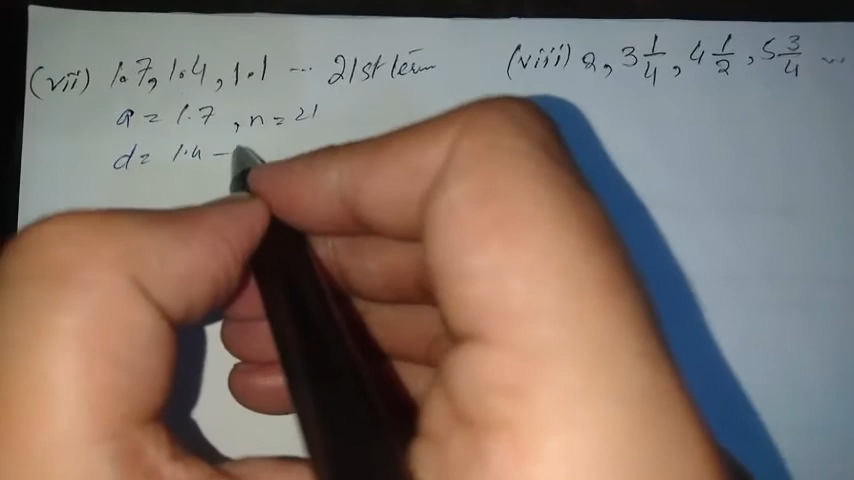 (vii) 1.7, 1.4, 1.1 ... 21st term
a = 1.7, n = 21
d = 1.4 -
(viii) 2, 3 1/4, 4 1/2, 5 3/4 ...